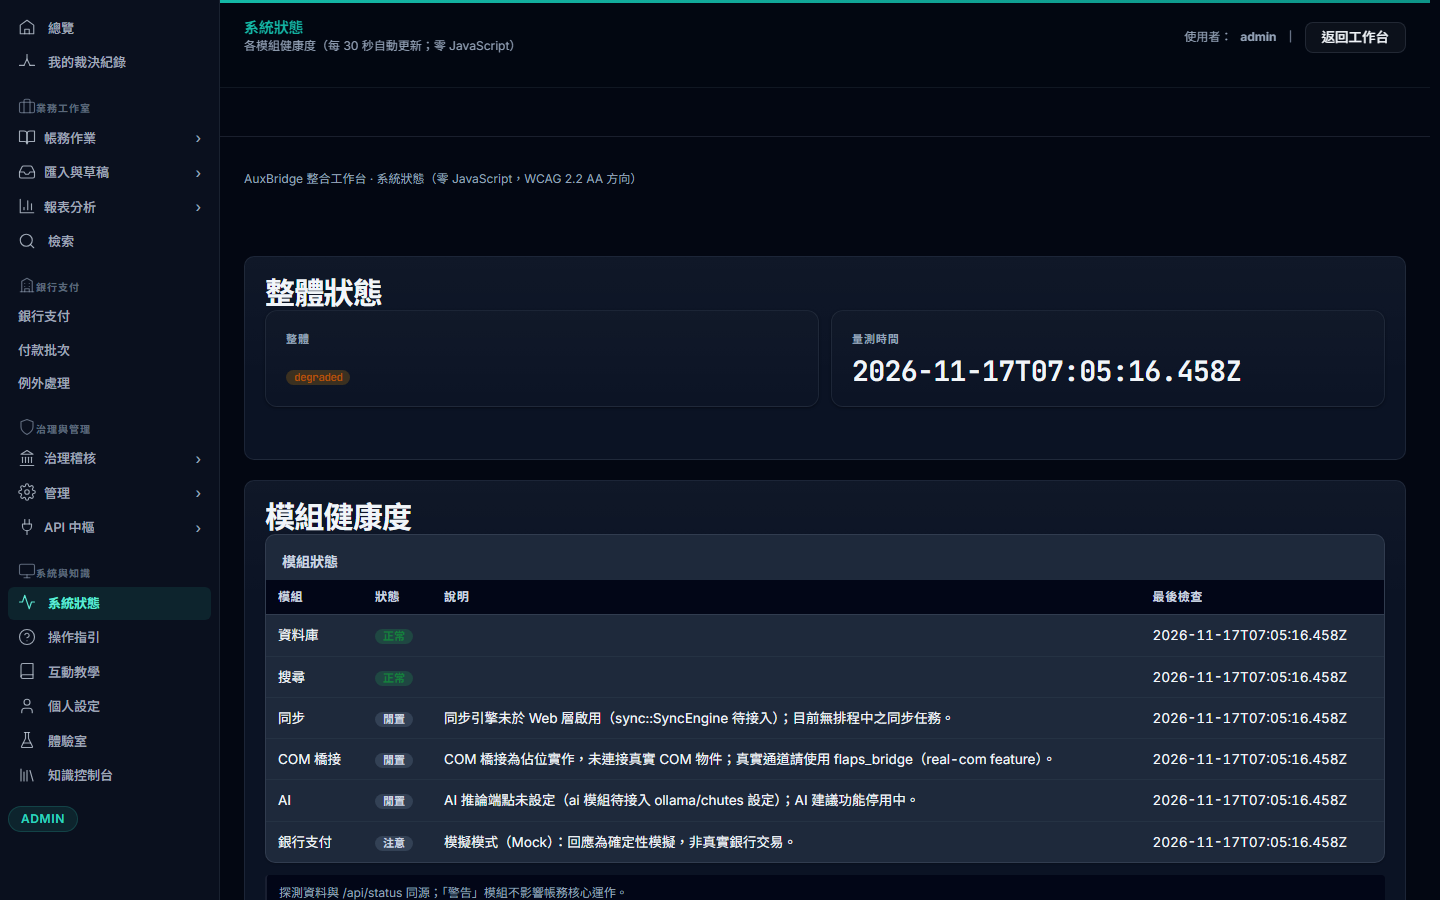 總覽
我的裁決紀錄
業務工作室
帳務作業
匯入與草稿
報表分析
檢索
銀行支付
銀行支付
付款批次
例外處理
治理與管理
治理稽核
管理
API 中樞
系統與知識
系統狀態
操作指引
互動教學
個人設定
體驗室
知識控制台
ADMIN
系統狀態
各模組健康度（每 30 秒自動更新；零 JavaScript）
使用者： admin | 返回工作台
AuxBridge 整合工作台 · 系統狀態（零 JavaScript，WCAG 2.2 AA 方向）
整體狀態
整體
degraded
量測時間
2026-11-17T07:05:16.458Z
模組健康度
模組狀態
模組 狀態 說明 最後檢查
資料庫 正常 2026-11-17T07:05:16.458Z
搜尋 正常 2026-11-17T07:05:16.458Z
同步 閒置 同步引擎未於 Web 層啟用（sync::SyncEngine 待接入）；目前無排程中之同步任務。 2026-11-17T07:05:16.458Z
COM 橋接 閒置 COM 橋接為佔位實作，未連接真實 COM 物件；真實通道請使用 flaps_bridge（real-com feature）。 2026-11-17T07:05:16.458Z
AI 閒置 AI 推論端點未設定（ai 模組待接入 ollama/chutes 設定）；AI 建議功能停用中。 2026-11-17T07:05:16.458Z
銀行支付 注意 模擬模式（Mock）：回應為確定性模擬，非真實銀行交易。 2026-11-17T07:05:16.458Z
探測資料與 /api/status 同源；「警告」模組不影響帳務核心運作。